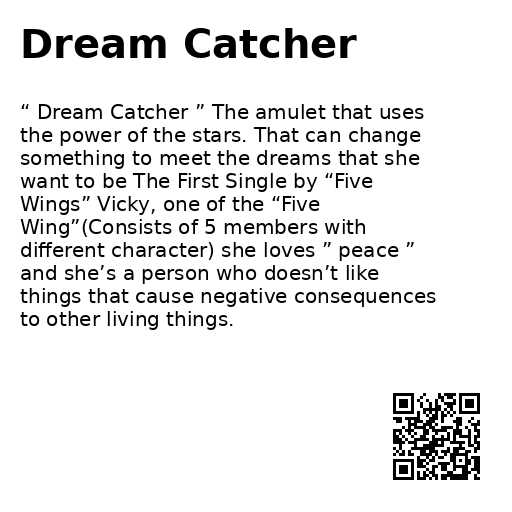 Dream Catcher
“ Dream Catcher ” The amulet that uses
the power of the stars. That can change
something to meet the dreams that she
want to be The First Single by “Five
Wings” Vicky, one of the “Five
Wing”(Consists of 5 members with
different character) she loves ” peace ”
and she’s a person who doesn’t like
things that cause negative consequences
to other living things.